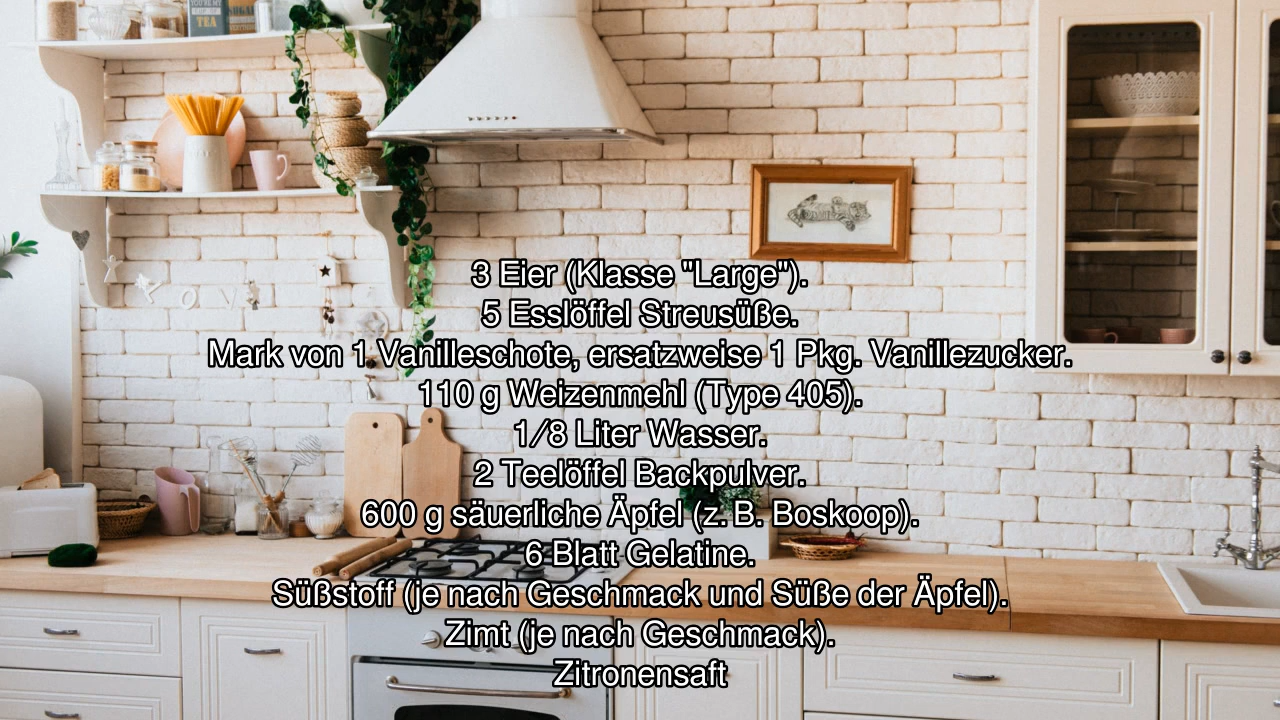 TEA
SUGAR
3 Eier (Klasse "Large").
5 Esslöffel Streusüße.
Mark von 1 Vanilleschote, ersatzweise 1 Pkg. Vanillezucker.
110 g Weizenmehl (Type 405).
1/8 Liter Wasser.
2 Teelöffel Backpulver.
600 g säuerliche Äpfel (z. B. Boskoop).
6 Blatt Gelatine.
Süßstoff (je nach Geschmack und Süße der Äpfel).
Zimt (je nach Geschmack).
Zitronensaft